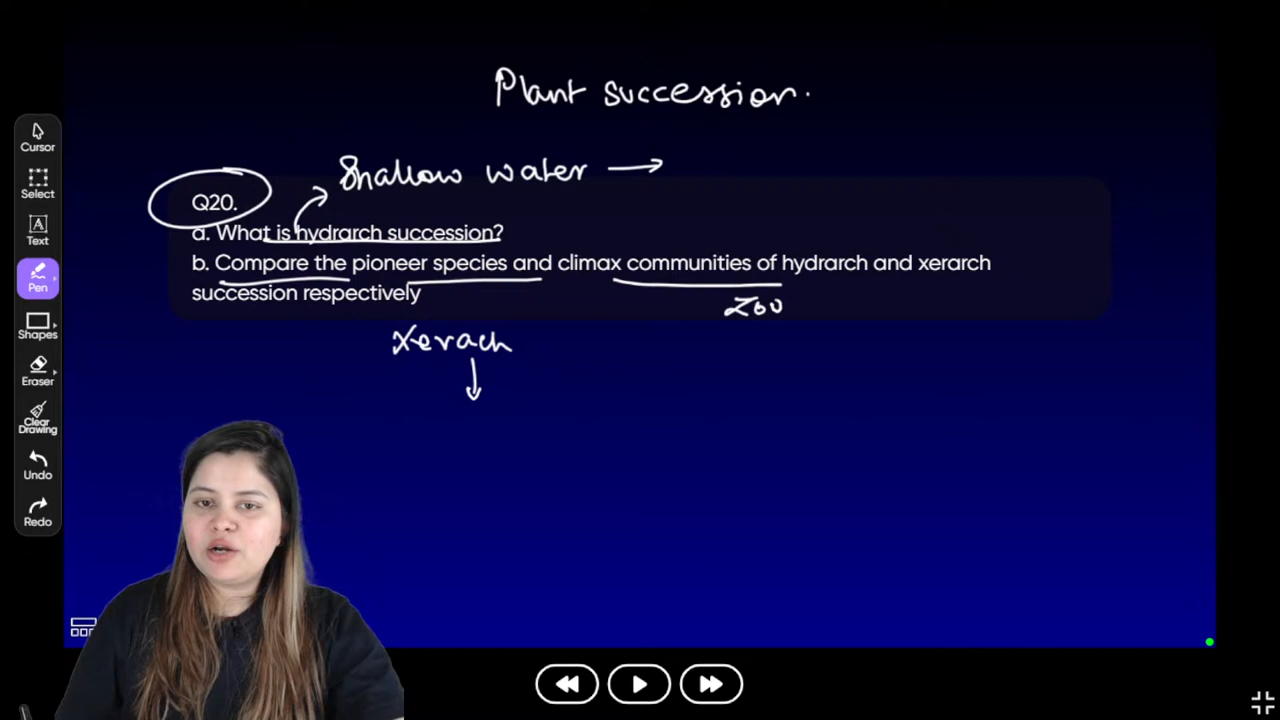 Plant succession.
Shallow water →
Q20.
a. What is hydrarch succession?
b. Compare the pioneer species and climax communities of hydrarch and xerarch
succession respectively
Xerach
Cursor
Select
Text
Pen
Shapes
Eraser
Clear
Drawing
Undo
Redo